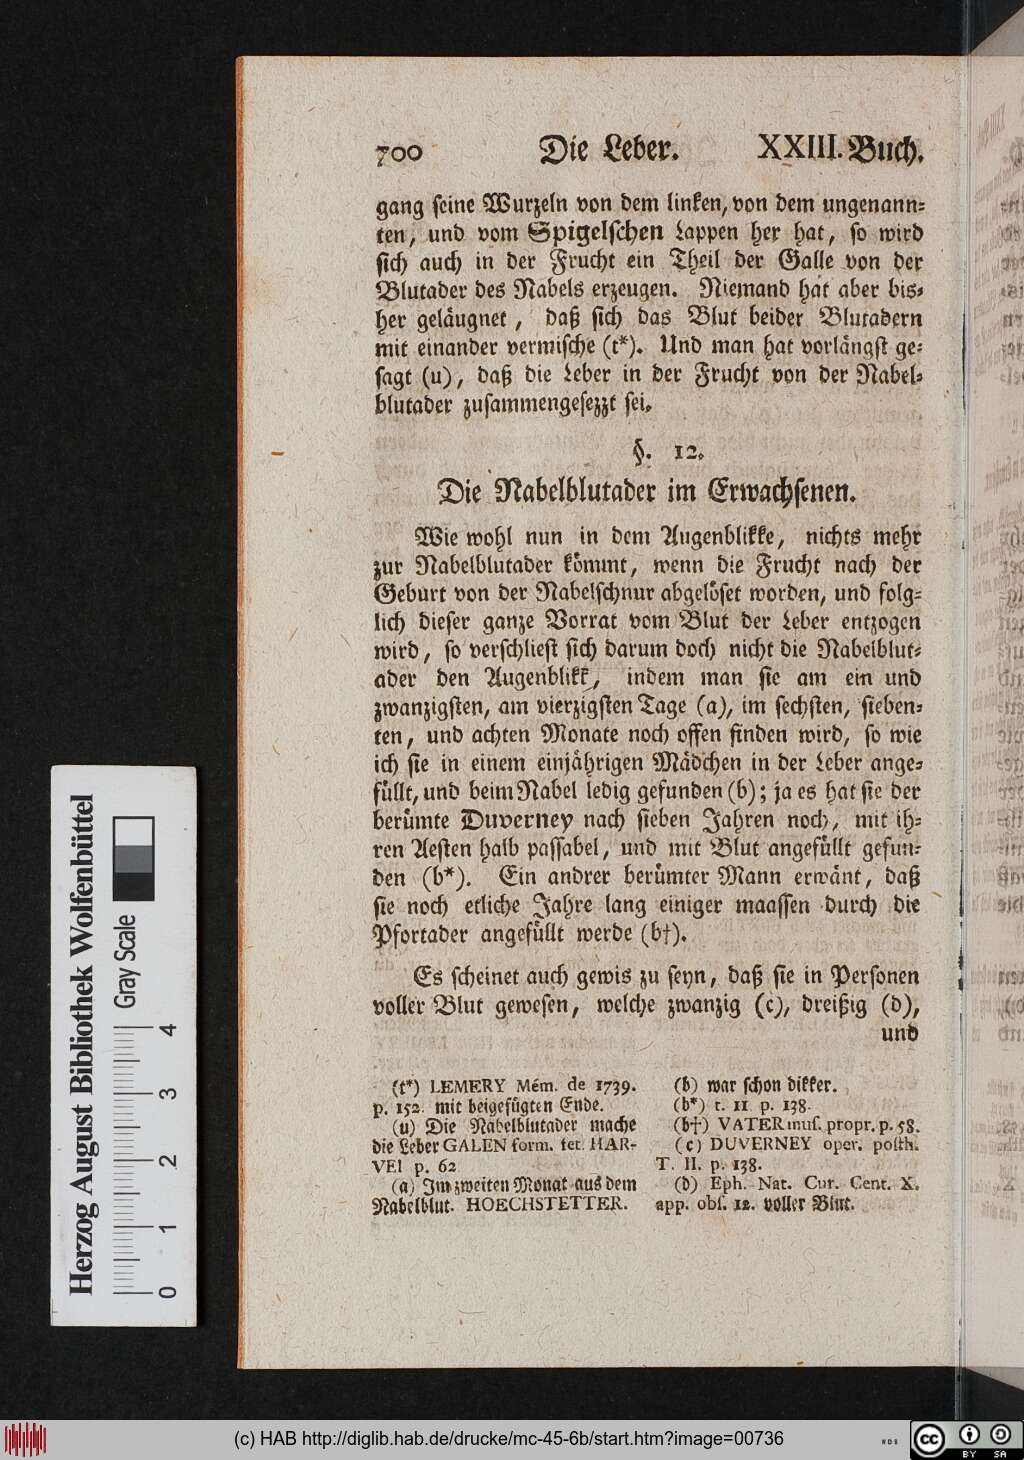 700 Die Leber. XXIII. Buch.
gang ſeine Wurzeln von dem linken, von dem ungenann⸗
ten, und vom Spigelſchen Lappen her hat, ſo wird
ſich auch in der Frucht ein Theil der Galle von der
Blutader des Nabels erzeugen. Niemand hat aber bis⸗
her geläugnet, daß ſich das Blut beider Blutadern
mit einander vermiſche (t*). Und man hat vorlängſt ge⸗
ſagt (u), daß die Leber in der Frucht von der Nabel⸗
blutader zuſammengeſezzt ſei.
§. 12.
Die Nabelblutader im Erwachſenen.
Wie wohl nun in dem Augenblikke, nichts mehr
zur Nabelblutader kömmt, wenn die Frucht nach der
Geburt von der Nabelſchnur abgelöſet worden, und folg⸗
lich dieſer ganze Vorrat vom Blut der Leber entzogen
wird, ſo verſchlieſt ſich darum doch nicht die Nabelblut⸗
ader den Augenblikk, indem man ſie am ein und
zwanzigſten, am vierzigſten Tage (a), im ſechſten, ſieben⸗
ten, und achten Monate noch offen finden wird, ſo wie
ich ſie in einem einjährigen Mädchen in der Leber ange⸗
füllt, und beim Nabel ledig gefunden (b); ja es hat ſie der
berümte Duverney nach ſieben Jahren noch, mit ih⸗
ren Aeſten halb paſſabel, und mit Blut angefüllt gefun⸗
den (b*). Ein andrer berümter Mann erwänt, daß
ſie noch etliche Jahre lang einiger maaſſen durch die
Pfortader angefüllt werde (b†).
Es ſcheinet auch gewis zu ſeyn, daß ſie in Perſonen
voller Blut geweſen, welche zwanzig (c), dreißig (d),
und
(t*) LEMERY Mém. de 1739.
p. 152. mit beigefügten Ende.
(u) Die Nabelblutader mache
die Leber GALEN form. fet. HAR-
VEI p. 62
(a) Im zweiten Monat aus dem
Nabelblut. HOECHSTETTER.
(b) war ſchon dikker.
(b*) t. II p. 138.
(b†) VATER muſ. propr. p. 58.
(c) DUVERNEY oper. poſth.
T. II. p. 138.
(d) Eph. Nat. Cur. Cent. X.
app. obſ. 12. voller Blut.
Herzog August Bibliothek Wolfenbüttel
Gray Scale
0 1 2 3 4
(c) HAB http://diglib.hab.de/drucke/mc-45-6b/start.htm?image=00736
cc BY SA